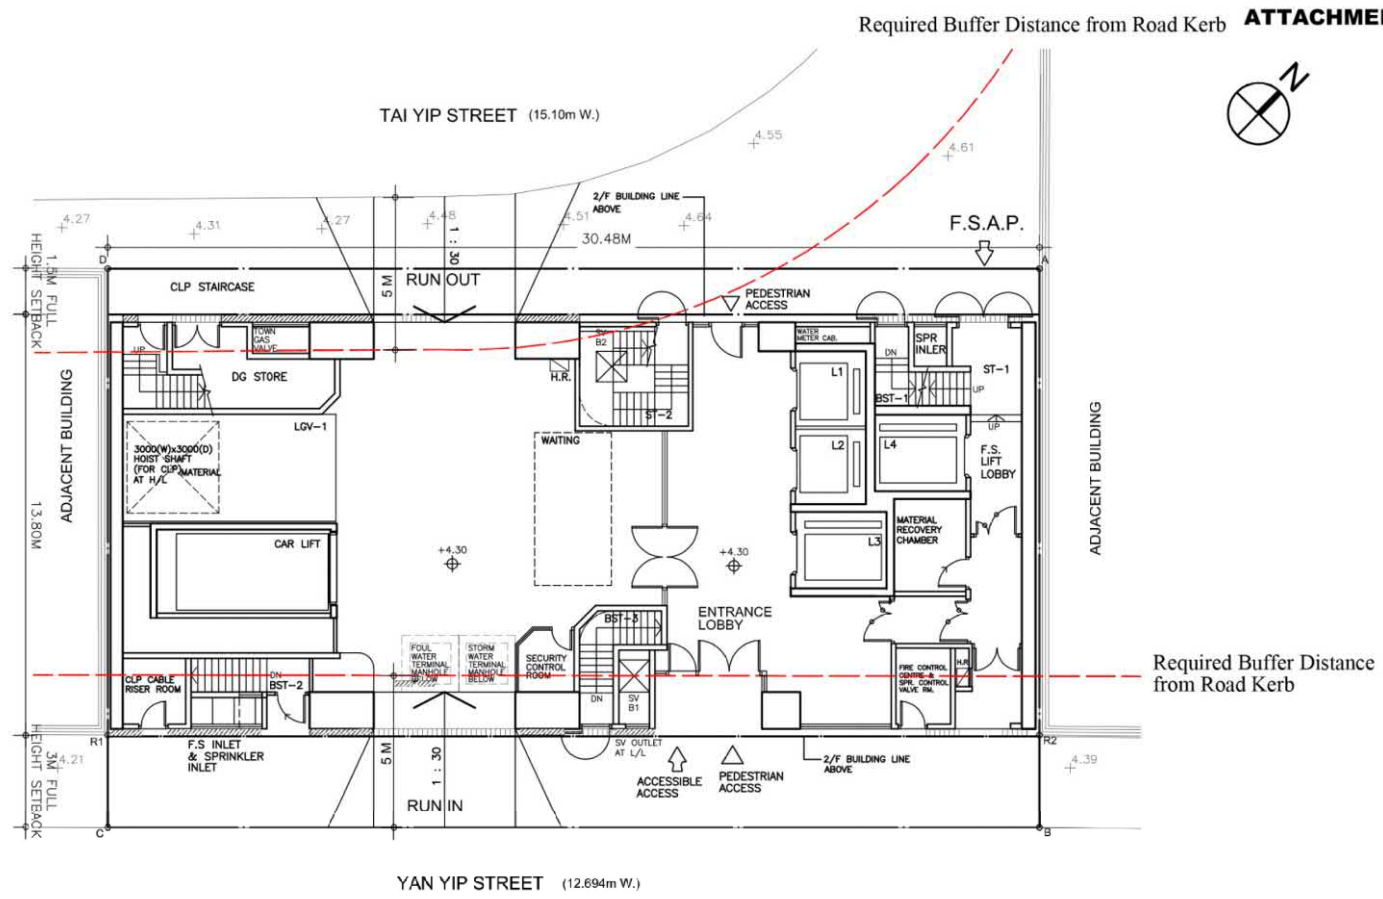 Required Buffer Distance from Road Kerb
ATTACHME
N
TAI YIP STREET (15.10m W.)
4.55
4.61
2/F BUILDING LINE
ABOVE
4.27
4.31
4.27
4.48
4.51
4.64
1 : 30
30.48M
F.S.A.P.
1.5M FULL
HEIGHT SETBACK
D
A
CLP STAIRCASE
5 M
RUN OUT
PEDESTRIAN
ACCESS
UP
TOWN
GAS
VALVE
DG STORE
H.R.
SV
B2
ST-2
WATER
METER CAB.
L1
DN
SPR
INLER
ST-1
BST-1
UP
ADJACENT BUILDING
LGV-1
3000(W)x3000(D)
HOIST SHAFT
(FOR CLP)
AT H/L
MATERIAL
WAITING
L2
L4
UP
F.S.
LIFT
LOBBY
ADJACENT BUILDING
13.80M
CAR LIFT
+4.30
+4.30
L3
MATERIAL
RECOVERY
CHAMBER
ENTRANCE
LOBBY
BST-3
FOUL
WATER
TERMINAL
MANHOLE
BELOW
STORM
WATER
TERMINAL
MANHOLE
BELOW
SECURITY
CONTROL
ROOM
CLP CABLE
RISER ROOM
DN
BST-2
DN
SV
B1
FIRE CONTROL
CENTRE &
SPR. CONTROL
VALVE RM.
H.R.
Required Buffer Distance
from Road Kerb
R1
R2
F.S INLET
& SPRINKLER
INLET
5 M
1 : 30
SV OUTLET
AT L/L
ACCESSIBLE
ACCESS
PEDESTRIAN
ACCESS
2/F BUILDING LINE
ABOVE
4.21
4.39
3M FULL
HEIGHT SETBACK
RUN IN
C
B
YAN YIP STREET (12.694m W.)